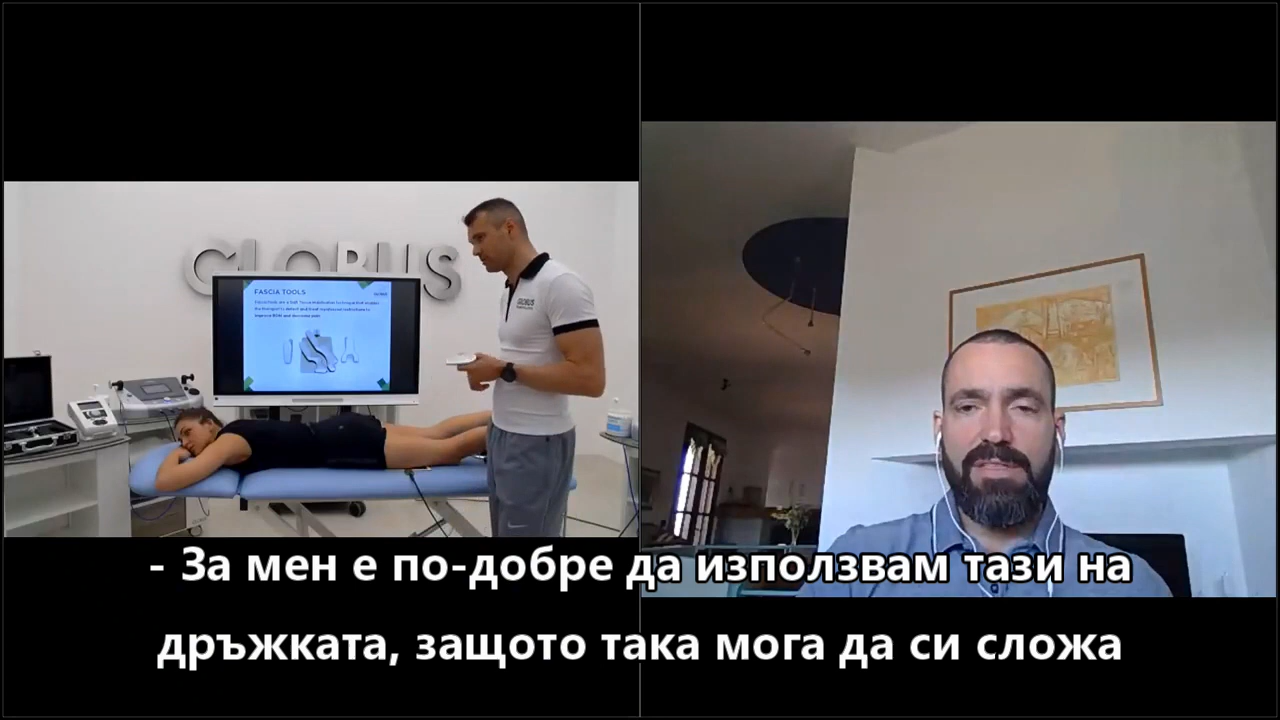 GLOBUS
FASCIA TOOLS
GLOBUS
- За мен е по-добре да използвам тази на
дръжката, защото така мога да си сложа